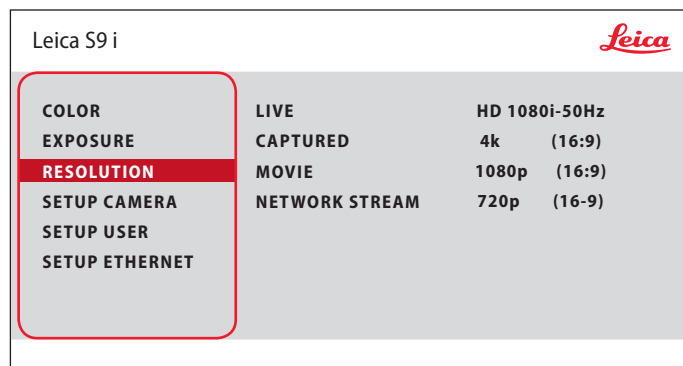 Leica S9 i
Leica
COLOR LIVE HD 1080i-50Hz
EXPOSURE CAPTURED 4k (16:9)
RESOLUTION MOVIE 1080p (16:9)
SETUP CAMERA NETWORK STREAM 720p (16-9)
SETUP USER
SETUP ETHERNET